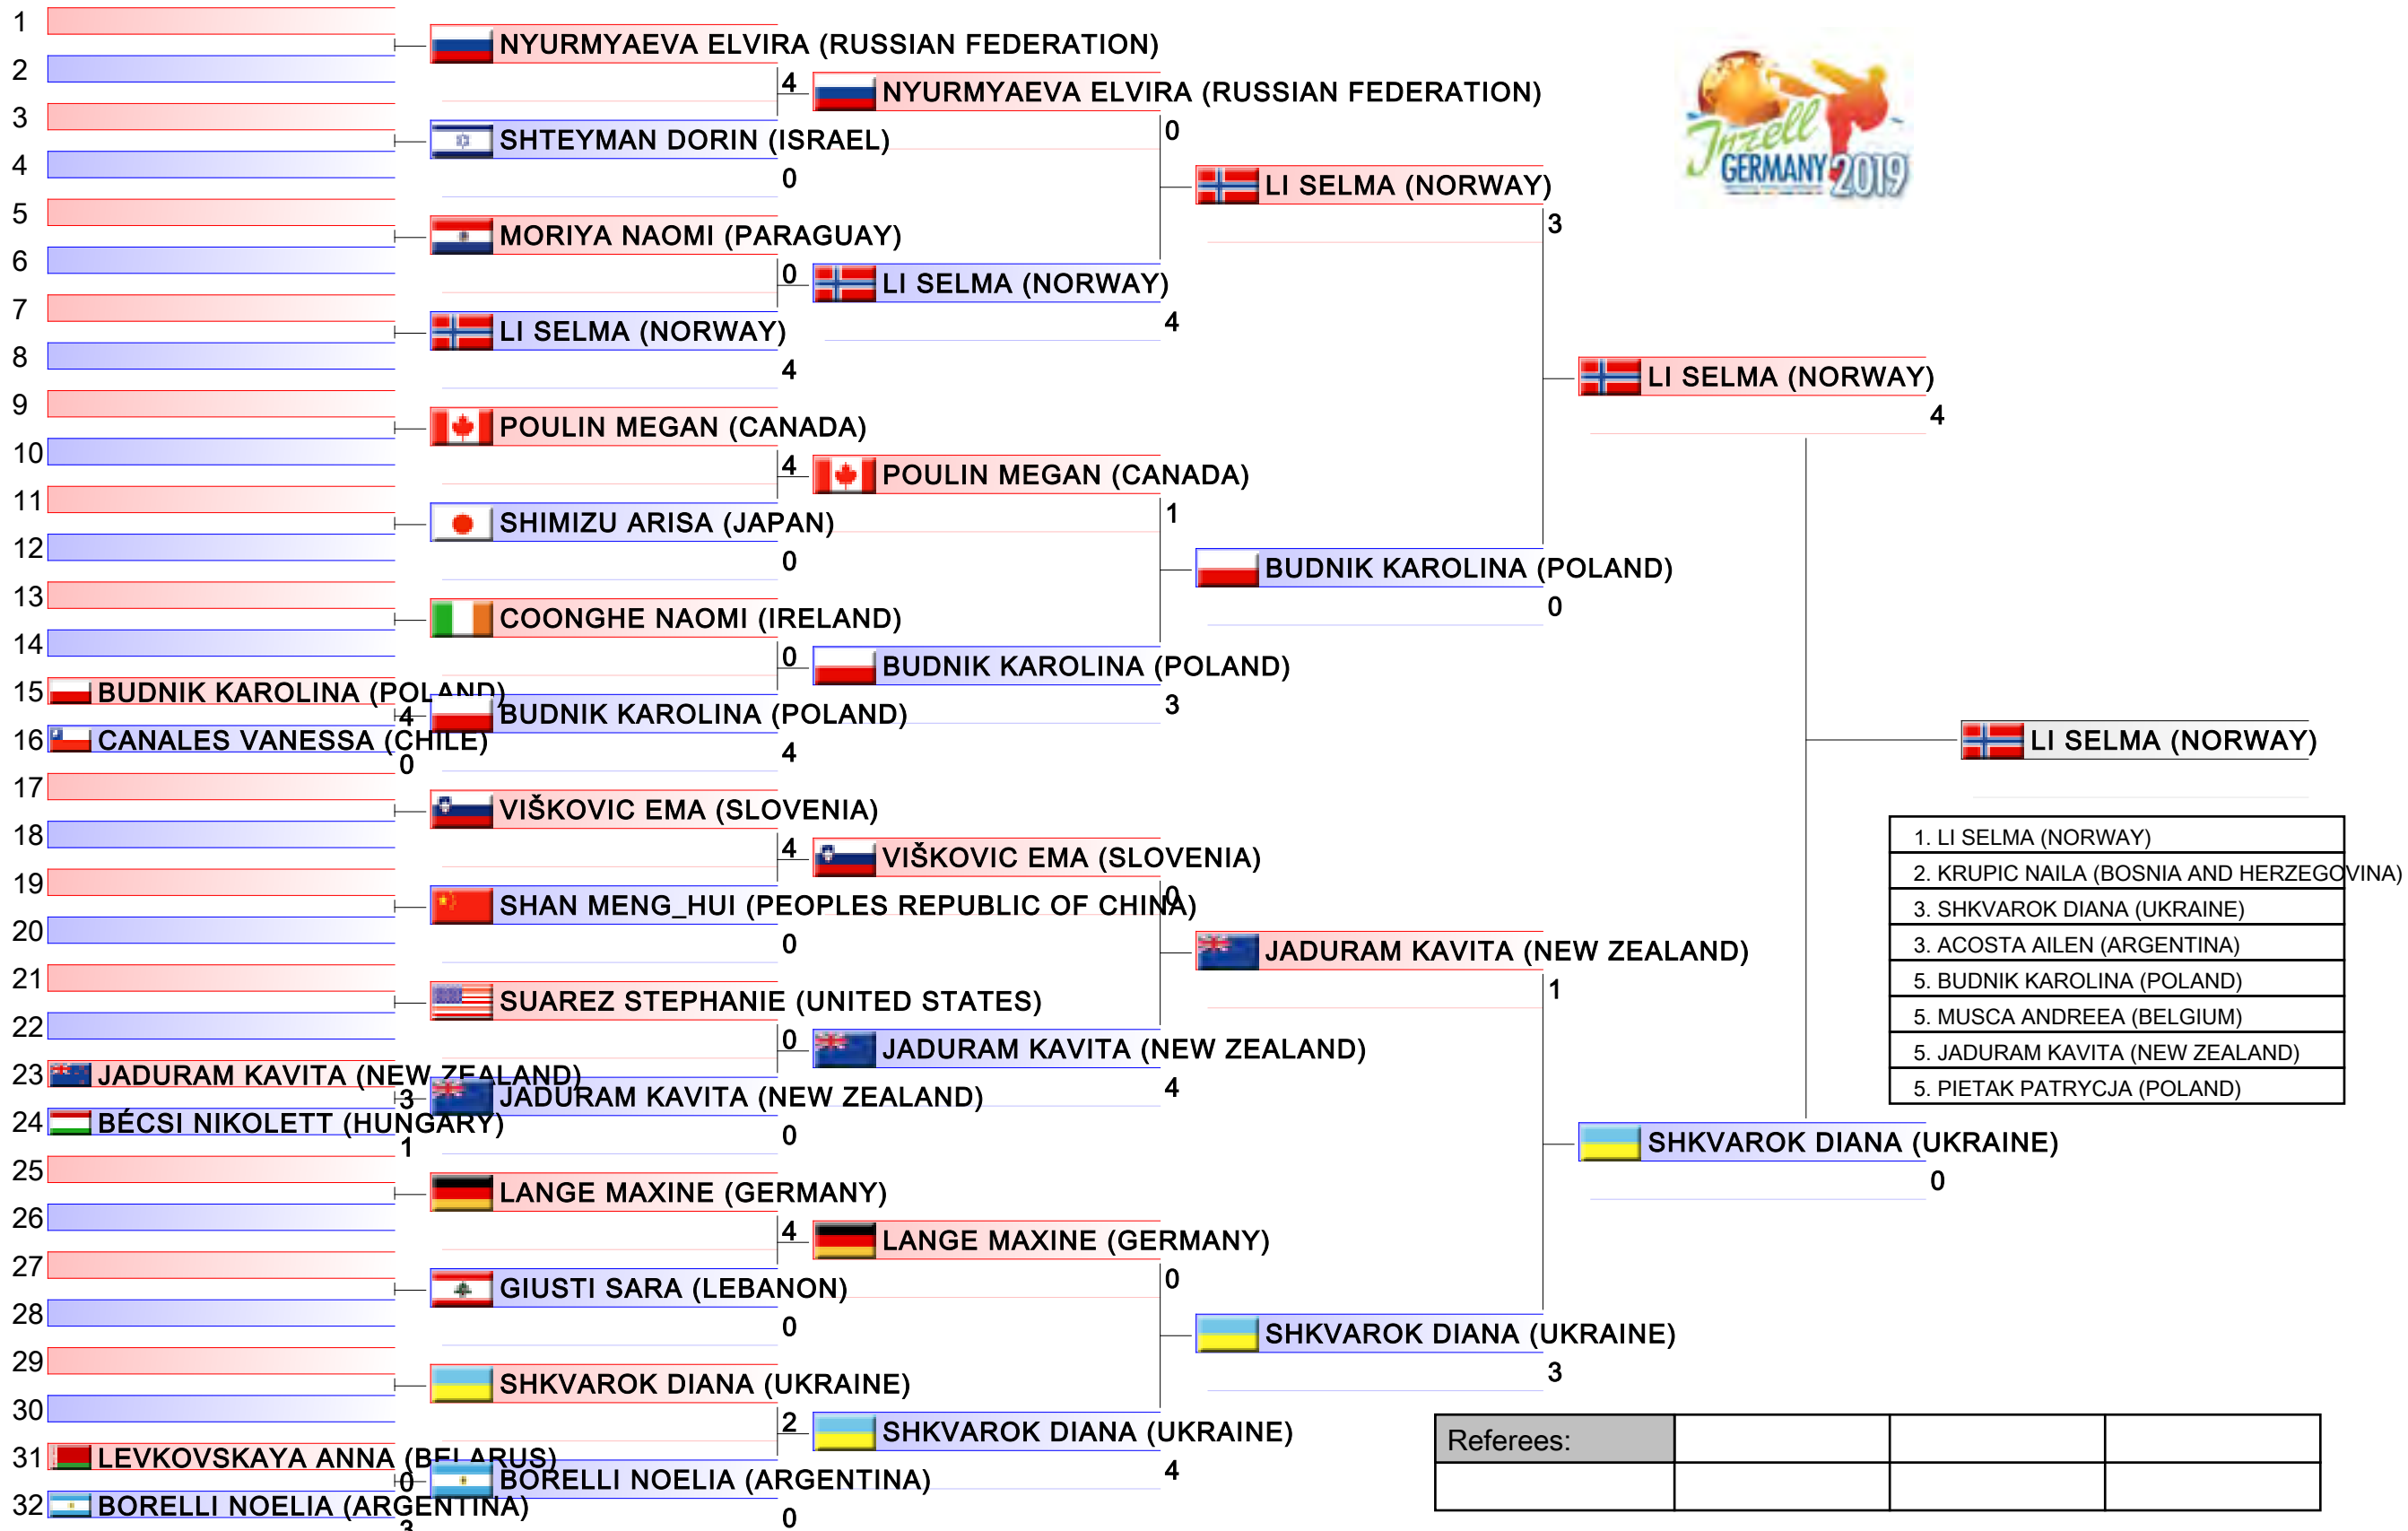 1
NYURMYAEVA ELVIRA (RUSSIAN FEDERATION)
2
4
NYURMYAEVA ELVIRA (RUSSIAN FEDERATION)
3
0
SHTEYMAN DORIN (ISRAEL)
4
0
LI SELMA (NORWAY)
3
5
MORIYA NAOMI (PARAGUAY)
6
0
LI SELMA (NORWAY)
7
4
LI SELMA (NORWAY)
8
4
LI SELMA (NORWAY)
4
9
POULIN MEGAN (CANADA)
10
4
POULIN MEGAN (CANADA)
11
1
SHIMIZU ARISA (JAPAN)
12
0
BUDNIK KAROLINA (POLAND)
0
13
COONGHE NAOMI (IRELAND)
14
0
BUDNIK KAROLINA (POLAND)
3
15 BUDNIK KAROLINA (POLAND)
4
BUDNIK KAROLINA (POLAND)
4
16 CANALES VANESSA (CHILE)
0
LI SELMA (NORWAY)
17
VIŠKOVIC EMA (SLOVENIA)
18
4
VIŠKOVIC EMA (SLOVENIA)
0
19
SHAN MENG_HUI (PEOPLES REPUBLIC OF CHINA)
20
0
JADURAM KAVITA (NEW ZEALAND)
1
21
SUAREZ STEPHANIE (UNITED STATES)
22
0
JADURAM KAVITA (NEW ZEALAND)
4
23 JADURAM KAVITA (NEW ZEALAND)
3
JADURAM KAVITA (NEW ZEALAND)
0
24 BÉCSI NIKOLETT (HUNGARY)
1
SHKVAROK DIANA (UKRAINE)
0
25
LANGE MAXINE (GERMANY)
26
4
LANGE MAXINE (GERMANY)
0
27
GIUSTI SARA (LEBANON)
28
0
SHKVAROK DIANA (UKRAINE)
3
29
SHKVAROK DIANA (UKRAINE)
30
2
SHKVAROK DIANA (UKRAINE)
4
31 LEVKOVSKAYA ANNA (BELARUS)
0
BORELLI NOELIA (ARGENTINA)
0
32 BORELLI NOELIA (ARGENTINA)
3
Inzell
GERMANY 2019
1. LI SELMA (NORWAY)
2. KRUPIC NAILA (BOSNIA AND HERZEGOVINA)
3. SHKVAROK DIANA (UKRAINE)
3. ACOSTA AILEN (ARGENTINA)
5. BUDNIK KAROLINA (POLAND)
5. MUSCA ANDREEA (BELGIUM)
5. JADURAM KAVITA (NEW ZEALAND)
5. PIETAK PATRYCJA (POLAND)
Referees: